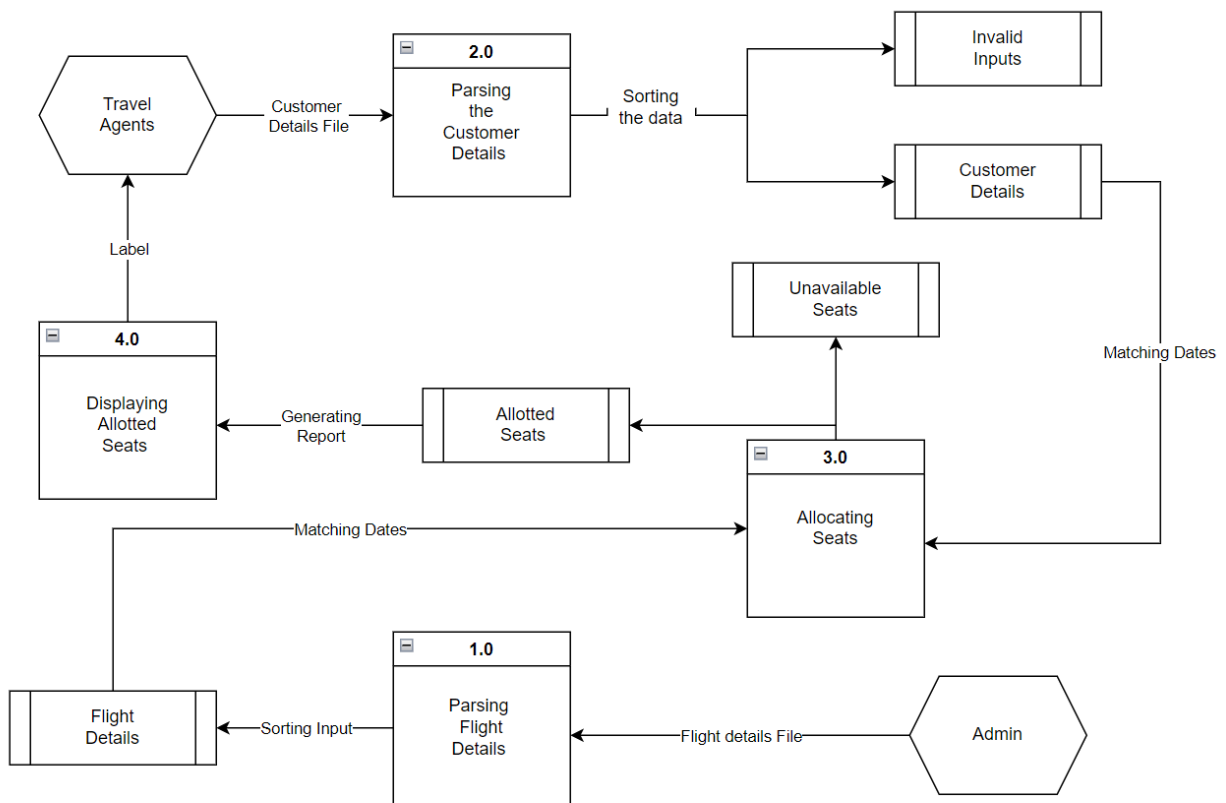 2.0
Invalid
Inputs
Travel
Agents
Customer
Details File
Parsing
the
Customer
Details
Sorting
the data
Customer
Details
Label
Unavailable
Seats
4.0
Matching Dates
Displaying
Allotted
Seats
Generating
Report
Allotted
Seats
3.0
Matching Dates
Allocating
Seats
1.0
Flight
Details
Sorting Input
Parsing
Flight
Details
Flight details File
Admin